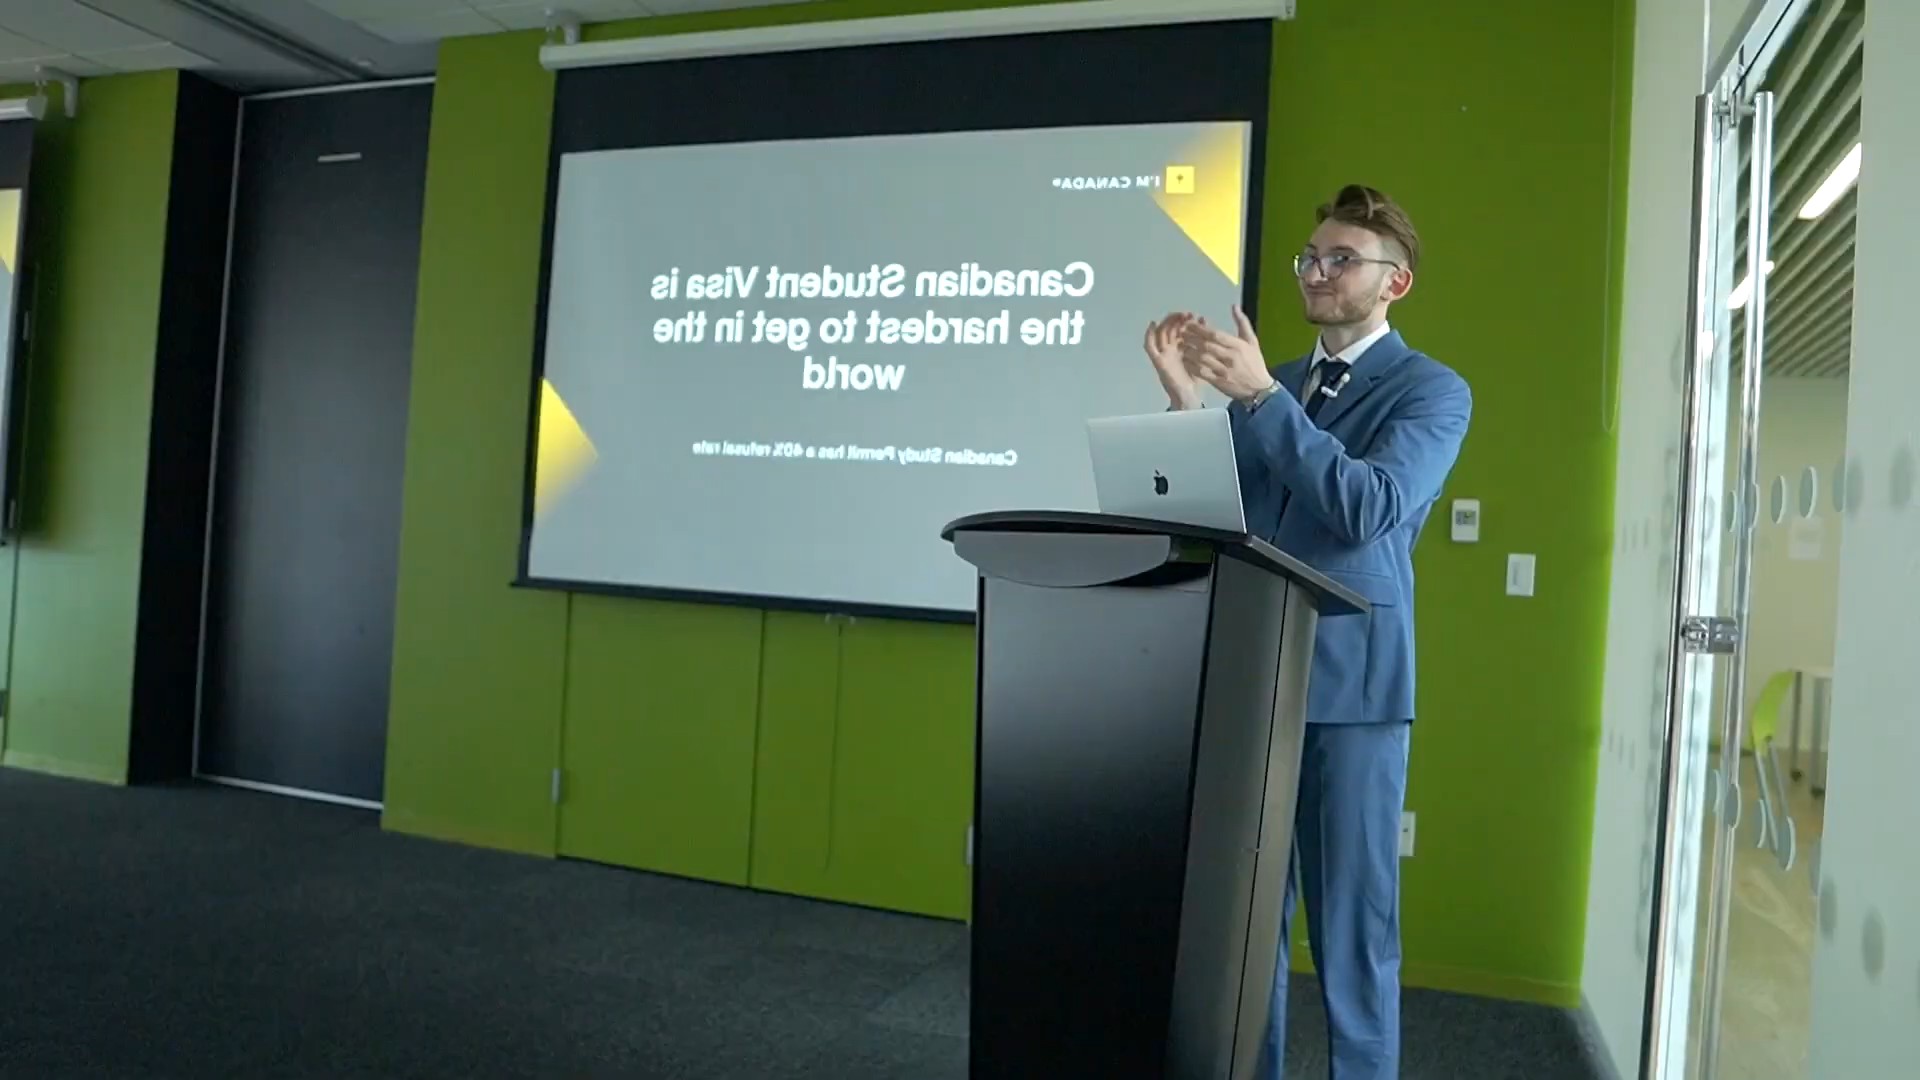 I'M CANADA®
Canadian Student Visa is
the hardest to get in the
world
Canadian Study Permit has a 40% refusal rate